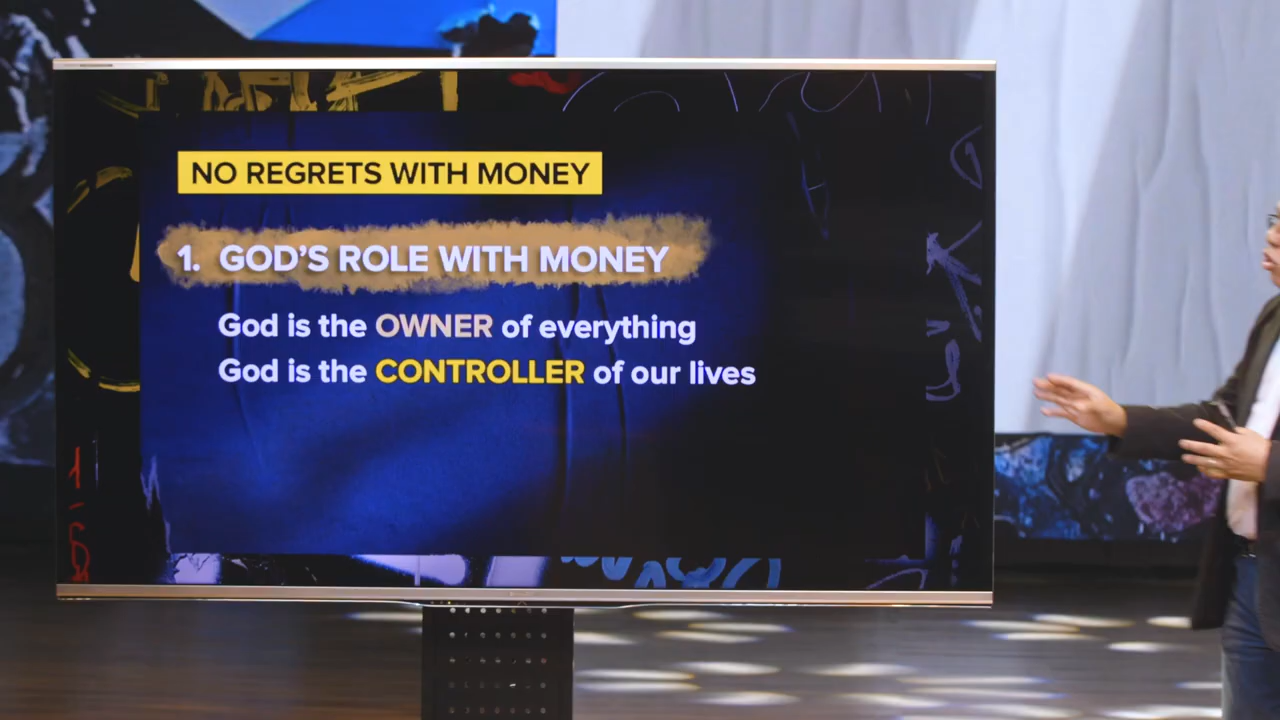 NO REGRETS WITH MONEY
1. GOD'S ROLE WITH MONEY
God is the OWNER of everything
God is the CONTROLLER of our lives